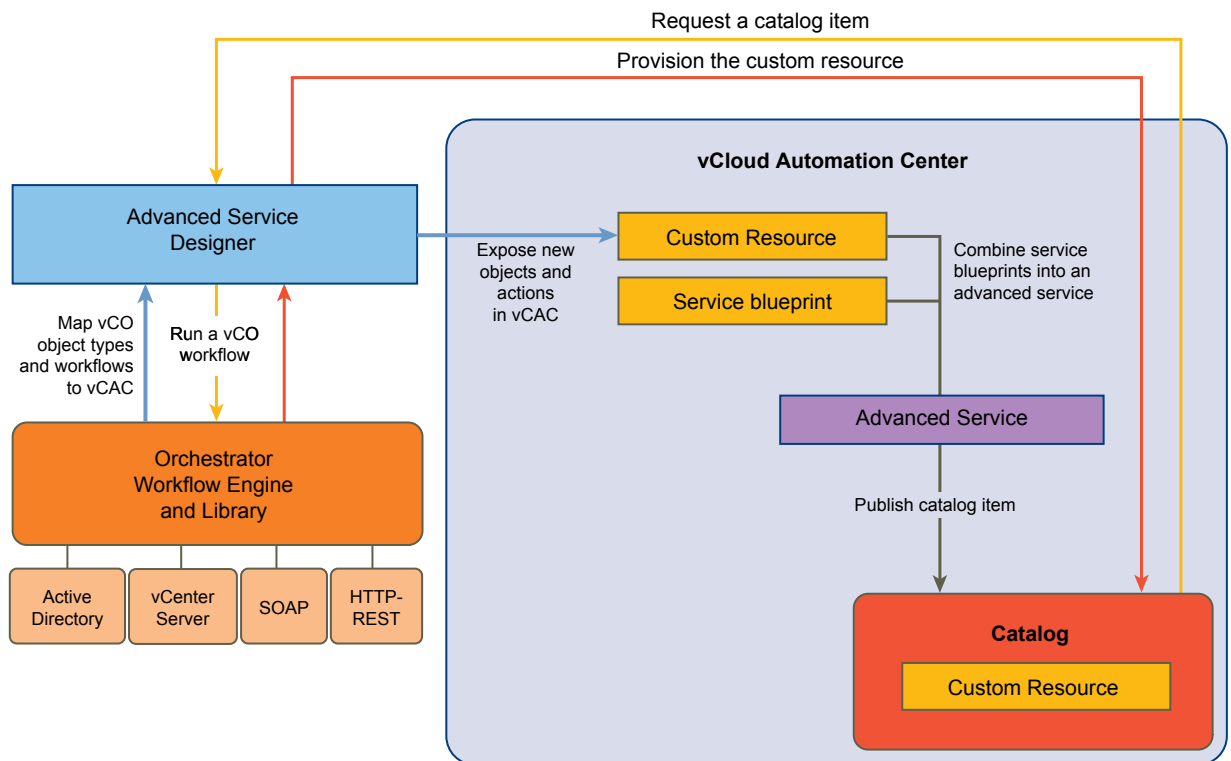 Request a catalog item
Provision the custom resource
vCloud Automation Center
Advanced Service
Designer
Custom Resource
Service blueprint
Expose new
objects and
actions
in vCAC
Combine service
blueprints into an
advanced service
Map vCO
object types
and workflows
to vCAC
Run a vCO
workflow
Advanced Service
Orchestrator
Workflow Engine
and Library
Publish catalog item
Active
Directory
vCenter
Server
SOAP
HTTP-
REST
Catalog
Custom Resource